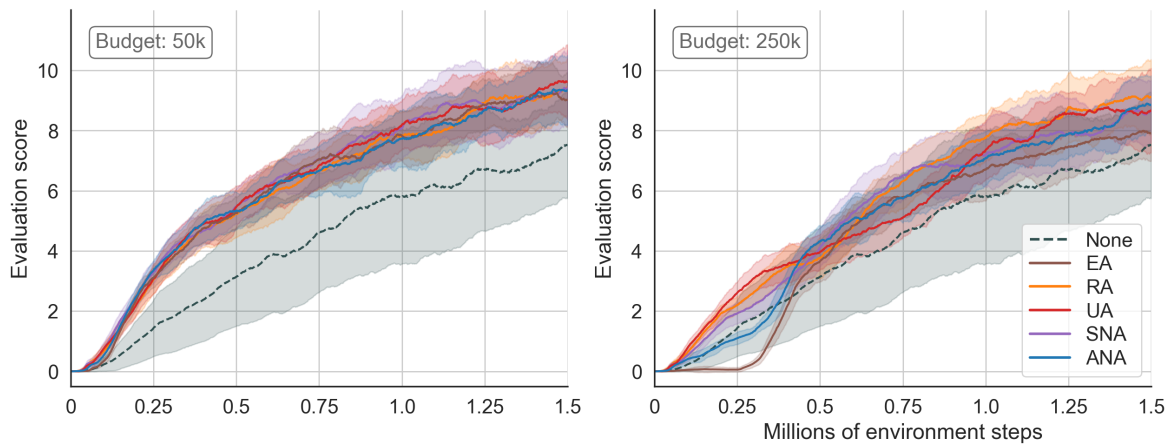 Budget: 50k
Evaluation score
10
8
6
4
2
0
0
0.25
0.5
0.75
1.0
1.25
1.5
Budget: 250k
Evaluation score
10
8
6
4
2
0
0
0.25
0.5
0.75
1.0
1.25
1.5
Millions of environment steps
None
EA
RA
UA
SNA
ANA